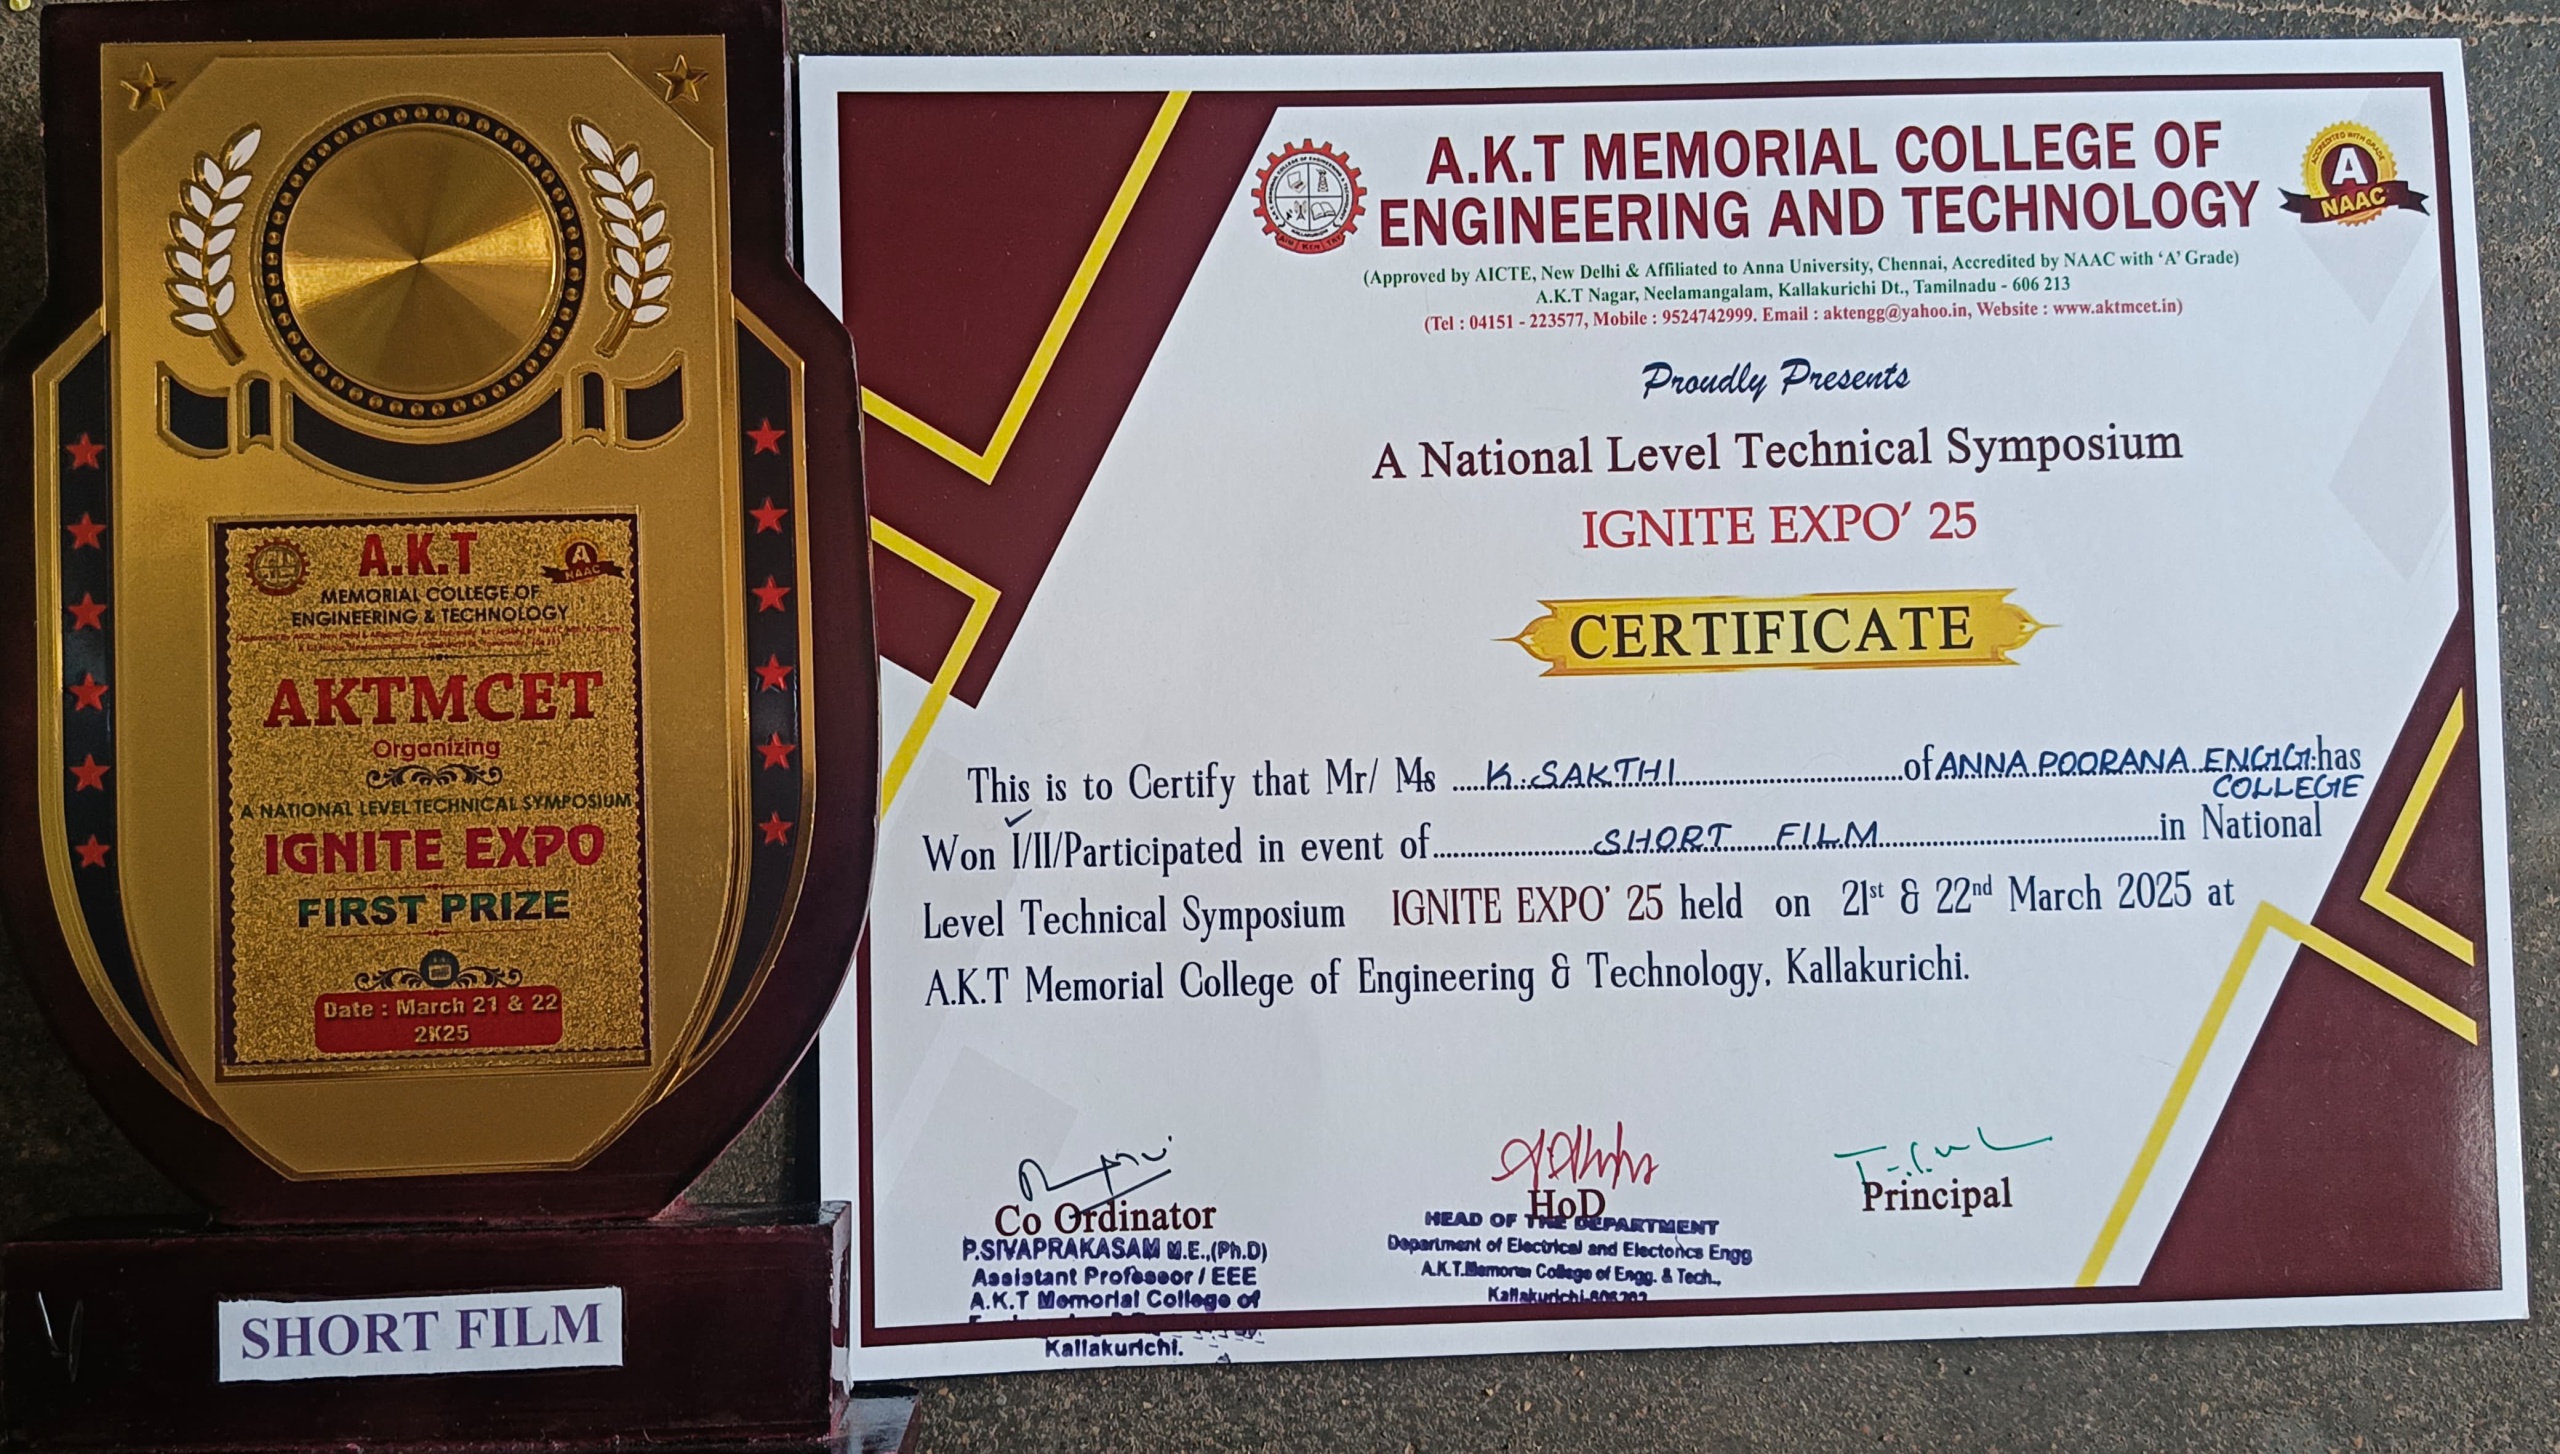 A.K.T
NAAC
MEMORIAL COLLEGE OF
ENGINEERING & TECHNOLOGY
AKTMCET
Organizing
A NATIONAL LEVEL TECHNICAL SYMPOSIUM
IGNITE EXPO
FIRST PRIZE
Date : March 21 & 22
2K25
SHORT FILM
A.K.T MEMORIAL COLLEGE OF
ENGINEERING AND TECHNOLOGY
ACCREDITED WITH GRADE
A
NAAC
(Approved by AICTE, New Delhi & Affiliated to Anna University, Chennai, Accredited by NAAC with ‘A’ Grade)
A.K.T Nagar, Neelamangalam, Kallakurichi Dt., Tamilnadu - 606 213
(Tel : 04151 - 223577, Mobile : 9524742999. Email : aktengg@yahoo.in, Website : www.aktmcet.in)
Proudly Presents
A National Level Technical Symposium
IGNITE EXPO’ 25
CERTIFICATE
This is to Certify that Mr/ Ms K. SAKTHI of ANNA POORANA ENGG. has
COLLEGE
Won I/II/Participated in event of SHORT FILM in National
Level Technical Symposium IGNITE EXPO’ 25 held on 21st & 22nd March 2025 at
A.K.T Memorial College of Engineering & Technology, Kallakurichi.
Co Ordinator
P.SIVAPRAKASAM M.E.,(Ph.D)
Assistant Professor / EEE
A.K.T Memorial College of
Kallakurichi.
HoD
HEAD OF THE DEPARTMENT
Department of Electrical and Electoncs Engg
A.K.T.Memorial College of Engg. & Tech.,
Principal